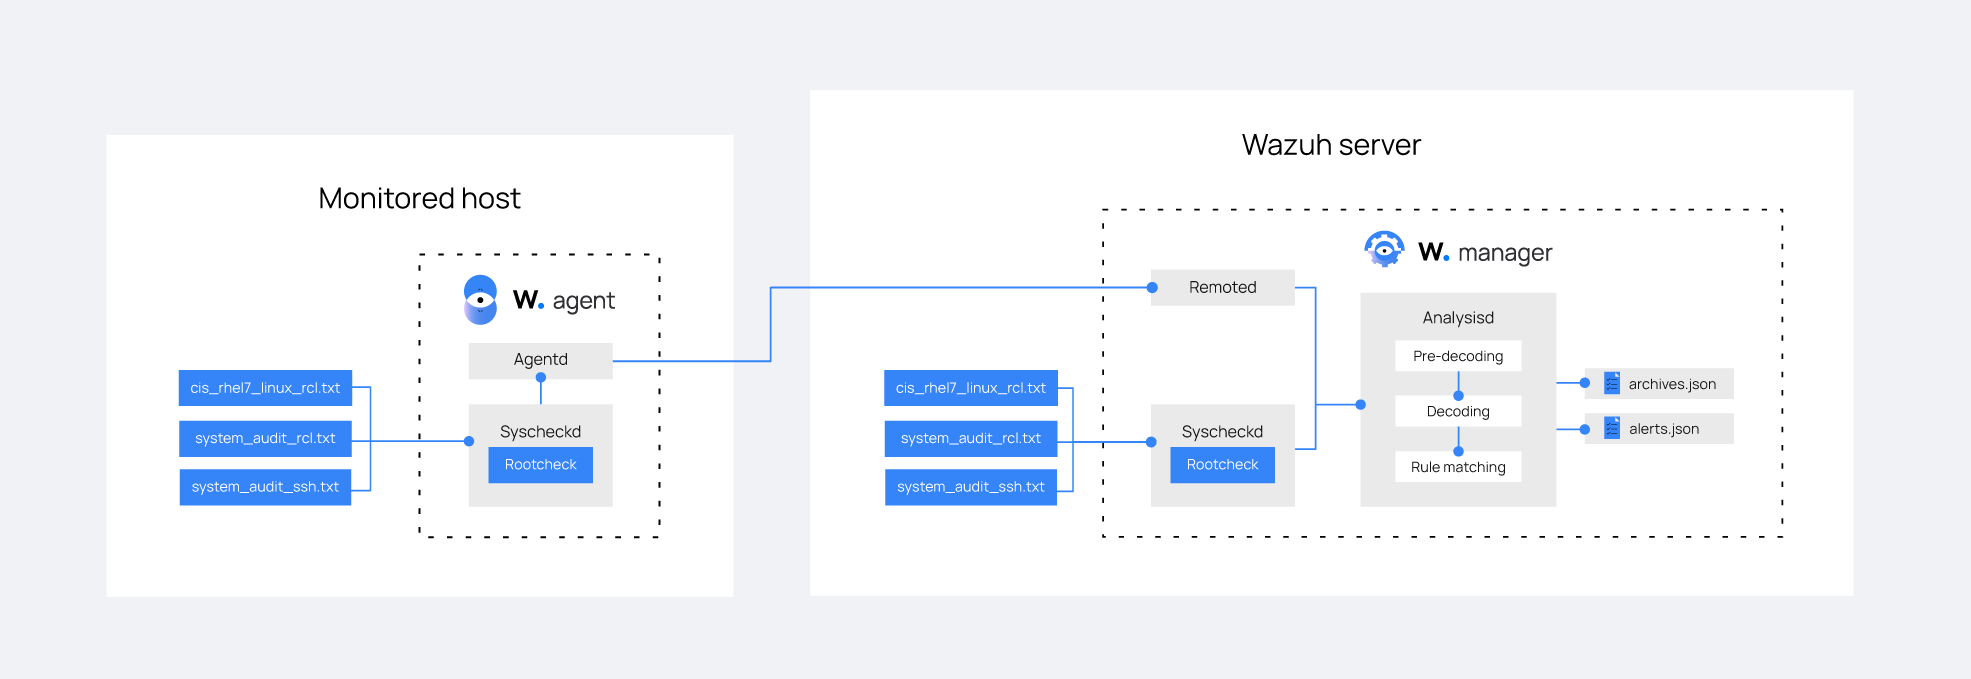 Monitored host
W. agent
Agentd
cis_rhel7_linux_rcl.txt
system_audit_rcl.txt
system_audit_ssh.txt
Syscheckd
Rootcheck
Wazuh server
W. manager
Remoted
cis_rhel7_linux_rcl.txt
system_audit_rcl.txt
system_audit_ssh.txt
Syscheckd
Rootcheck
Analysisd
Pre-decoding
Decoding
Rule matching
archives.json
alerts.json